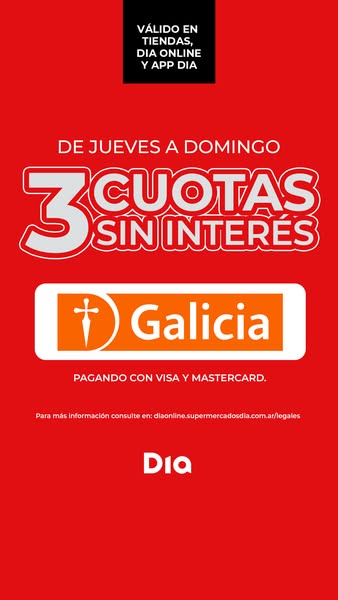 VÁLIDO EN
TIENDAS,
DIA ONLINE
Y APP DIA
DE JUEVES A DOMINGO
3 CUOTAS
SIN INTERÉS
Galicia
PAGANDO CON VISA Y MASTERCARD.
Para más información consulte en: diaonline.supermercadosdia.com.ar/legales
Dia